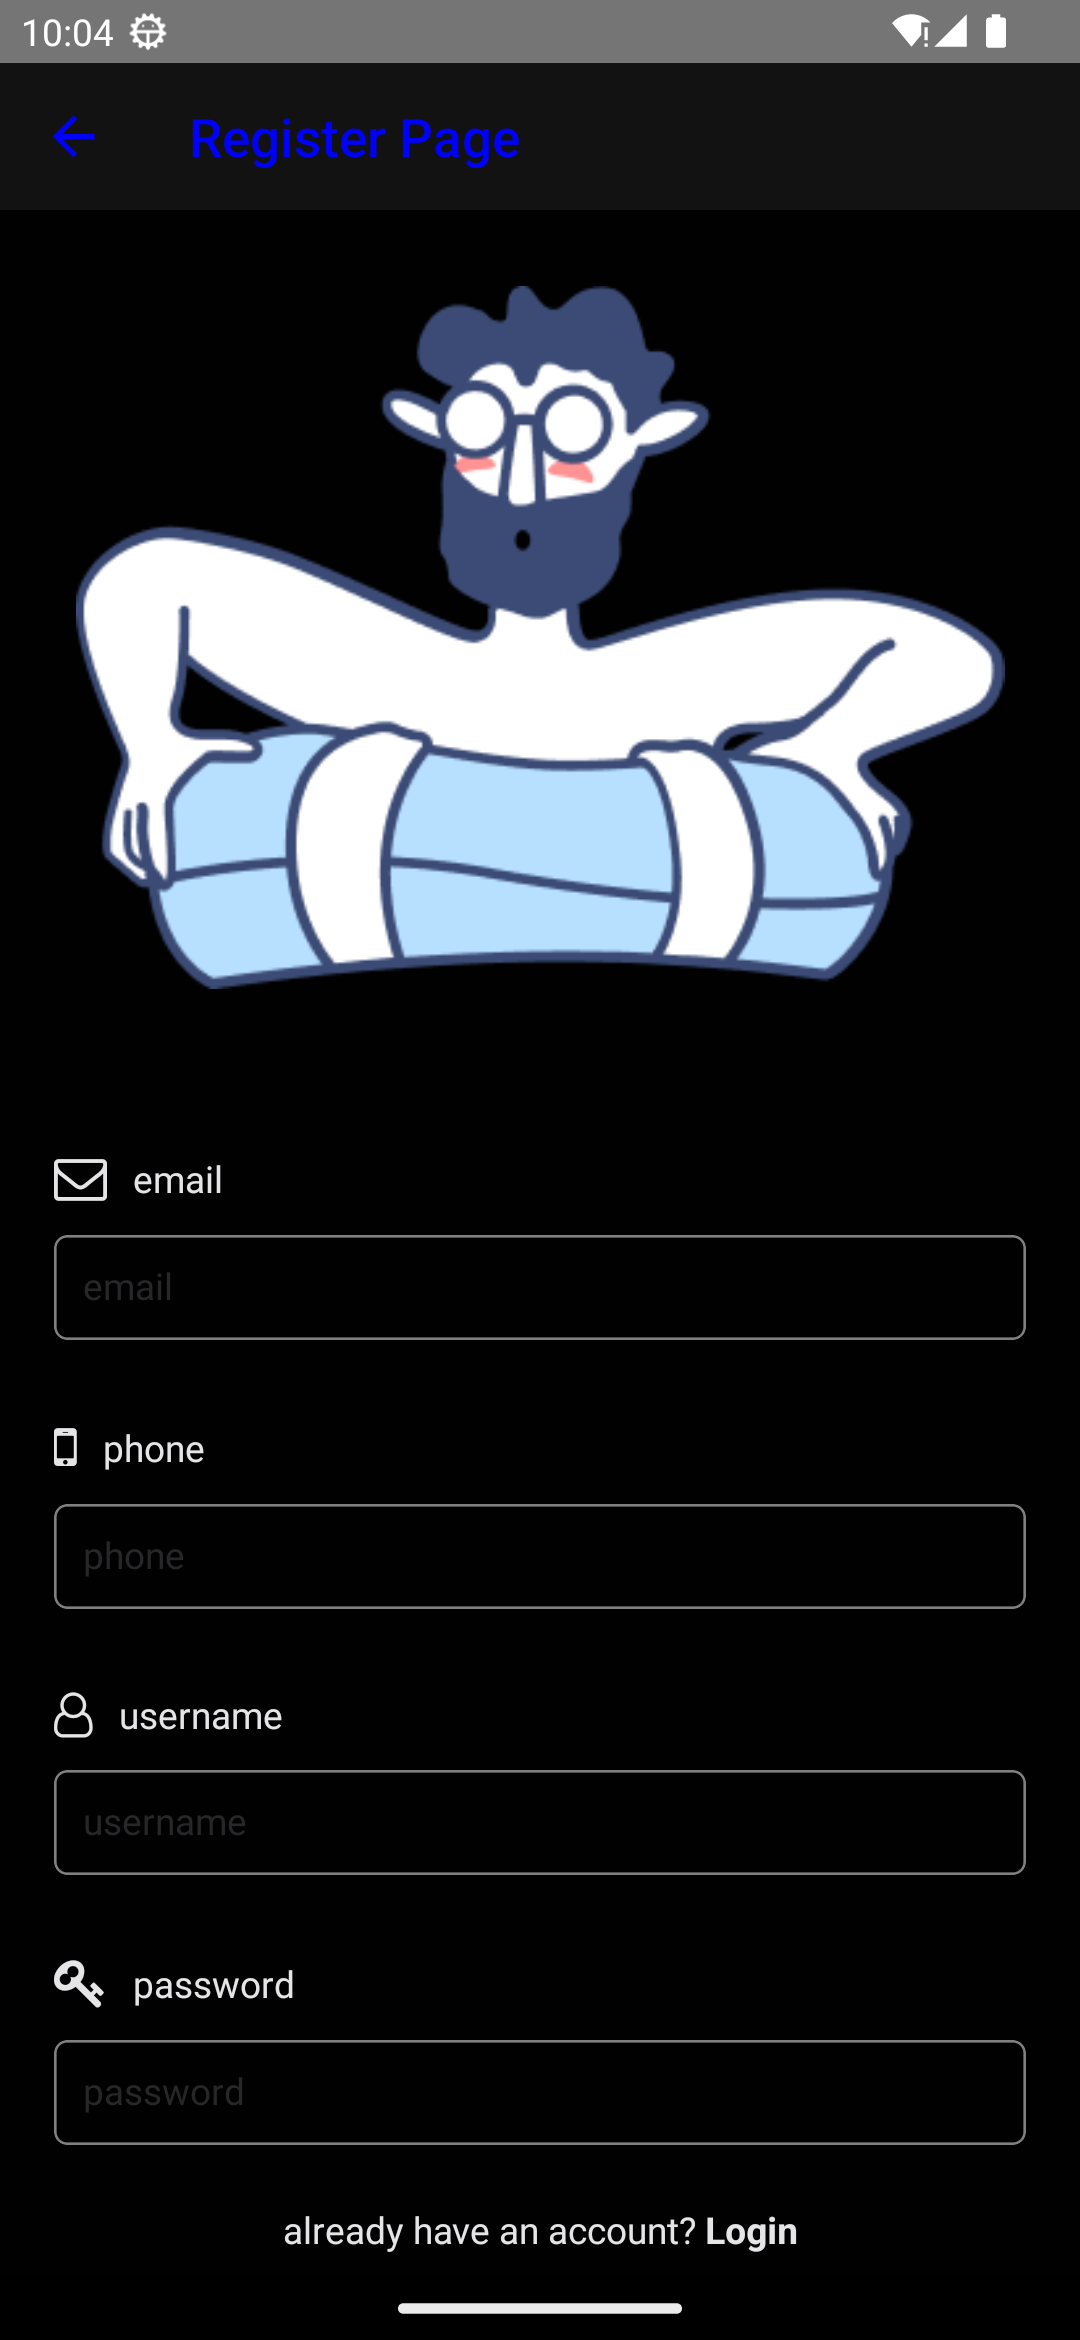 10:04
Register Page
email
email
phone
phone
username
username
password
password
already have an account? Login